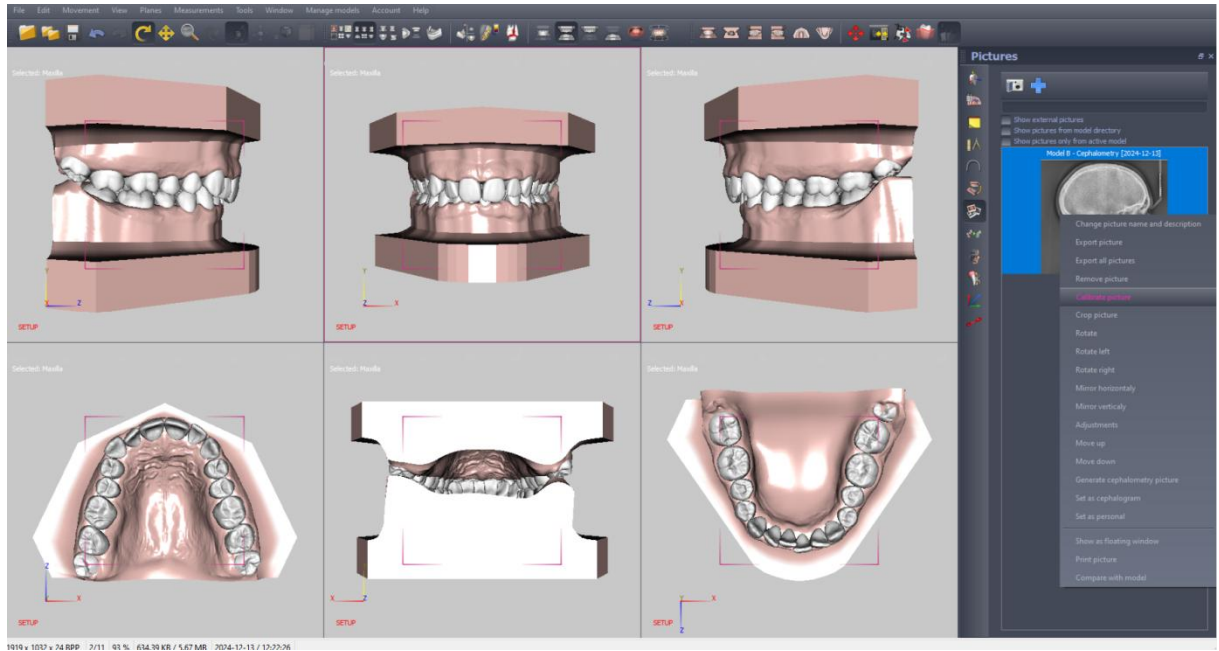 File Edit Movement View Planes Measurements Tools Window Manage models Account Help
Pictures
Selected: Maxilla
Selected: Maxilla
Selected: Maxilla
Show external pictures
Show pictures from model directory
Show pictures only from active model
Model B - Cephalometry [2024-12-13]
Change picture name and description
Export picture
Export all pictures
Remove picture
Calibrate picture
Crop picture
Rotate
Rotate left
Rotate right
Mirror horizontaly
Mirror verticaly
Adjustments
Move up
Move down
Generate cephalometry picture
Set as cephalogram
Set as personal
Show as floating window
Print picture
Compare with model
Y
X Z
SETUP
Y
Z X
SETUP
Y
Z X
SETUP
Selected: Maxilla
Selected: Maxilla
Selected: Maxilla
Z
Y X
SETUP
Y
X Z
SETUP
Y X
Z
SETUP
1919 x 1032 x 24 BPP 2/11 93 % 634.39 KB / 5.67 MB 2024-12-13 / 12:22:26